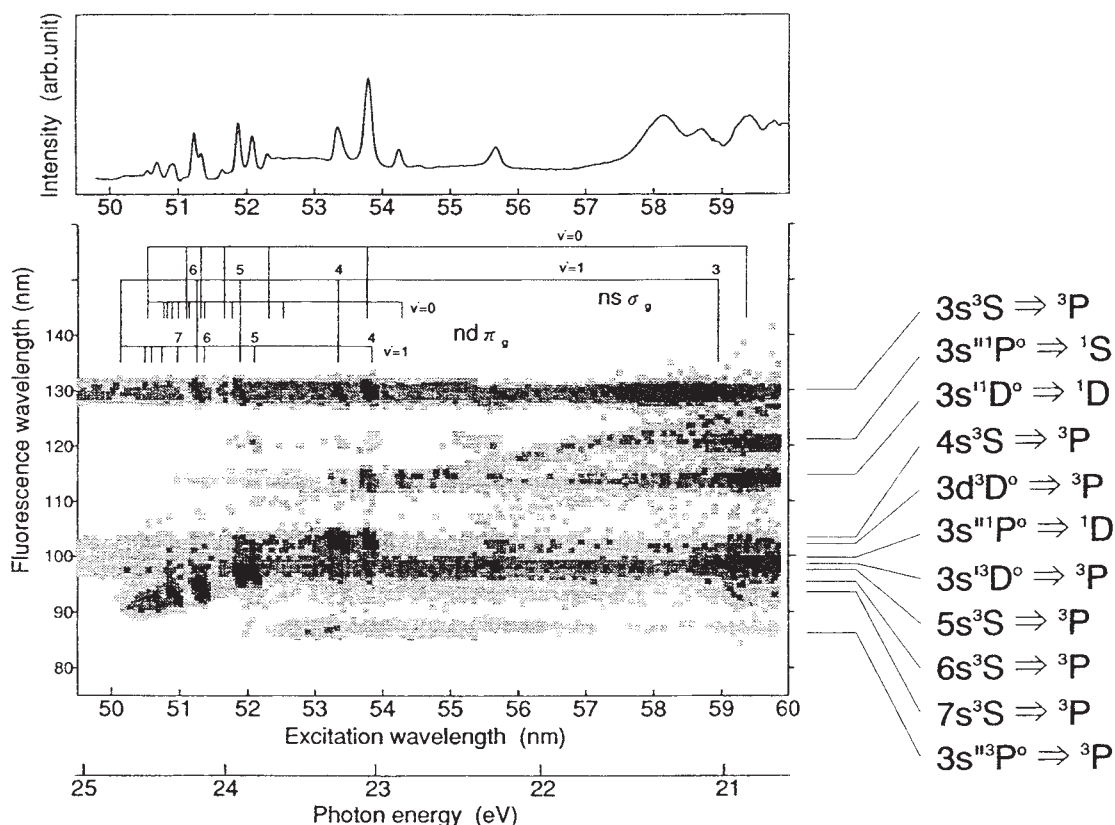 Intensity (arb.unit)
50 51 52 53 54 55 56 57 58 59
Fluorescence wavelength (nm)
140
130
120
110
100
90
80
v'=0
6 5 4 v'=1 3
ns σg
v'=0
nd πg
7 6 5 4 v'=1
50 51 52 53 54 55 56 57 58 59 60
Excitation wavelength (nm)
25 24 23 22 21
Photon energy (eV)
3s³S ⇒ ³P
3s"¹P° ⇒ ¹S
3s'¹D° ⇒ ¹D
4s³S ⇒ ³P
3d³D° ⇒ ³P
3s"¹P° ⇒ ¹D
3s'³D° ⇒ ³P
5s³S ⇒ ³P
6s³S ⇒ ³P
7s³S ⇒ ³P
3s"³P° ⇒ ³P